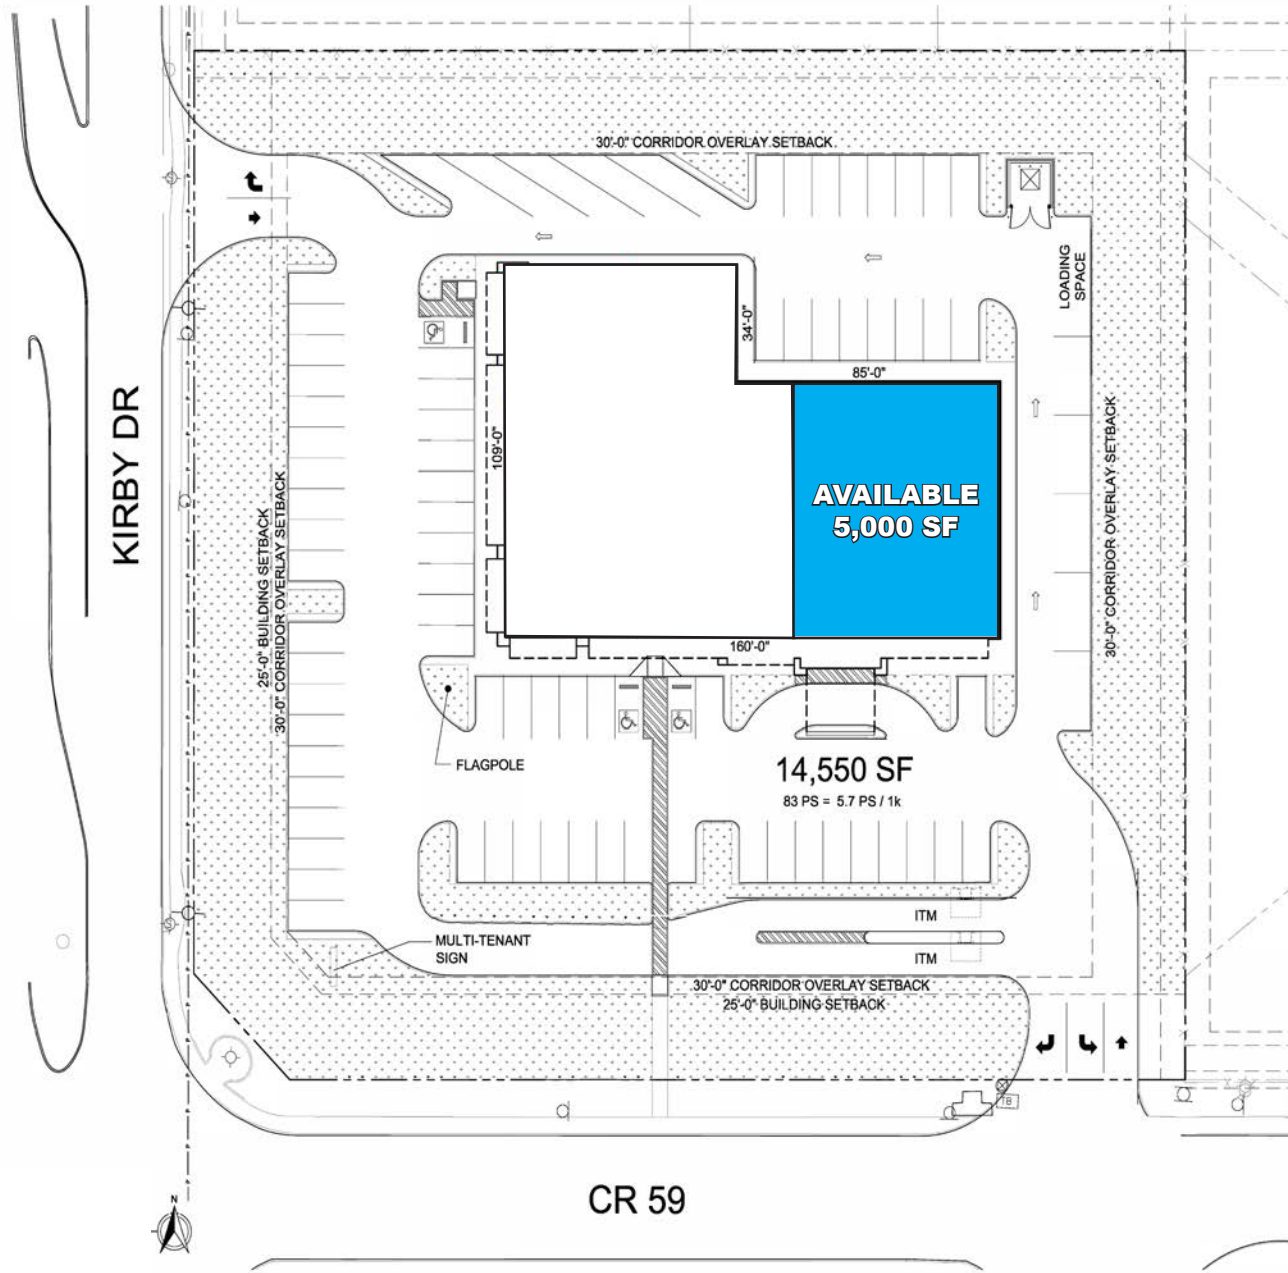 30'-0" CORRIDOR OVERLAY SETBACK
LOADING
SPACE
34'-0"
85'-0"
109'-0"
KIRBY DR
AVAILABLE
5,000 SF
30'-0" CORRIDOR OVERLAY SETBACK
25'-0" BUILDING SETBACK
30'-0" CORRIDOR OVERLAY SETBACK
160'-0"
FLAGPOLE
14,550 SF
83 PS = 5.7 PS / 1k
ITM
MULTI-TENANT
SIGN
ITM
30'-0" CORRIDOR OVERLAY SETBACK
25'-0" BUILDING SETBACK
TB
N
CR 59